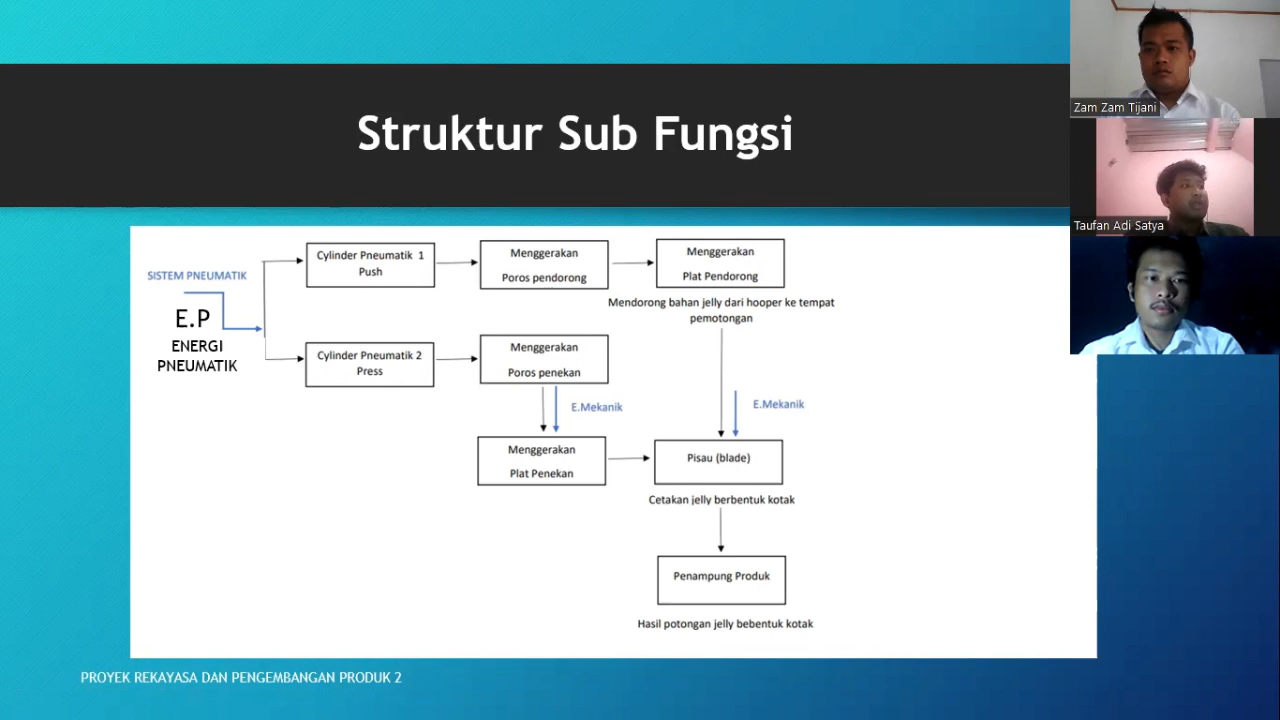 Struktur Sub Fungsi
Zam Zam Tijani
Taufan Adi Satya
SISTEM PNEUMATIK
E.P
ENERGI
PNEUMATIK
Cylinder Pneumatik 1
Push
Menggerakan
Poros pendorong
Menggerakan
Plat Pendorong
Mendorong bahan jelly dari hooper ke tempat
pemotongan
Cylinder Pneumatik 2
Press
Menggerakan
Poros penekan
E.Mekanik
E.Mekanik
Menggerakan
Plat Penekan
Pisau (blade)
Cetakan jelly berbentuk kotak
Penampung Produk
Hasil potongan jelly bebentuk kotak
PROYEK REKAYASA DAN PENGEMBANGAN PRODUK 2